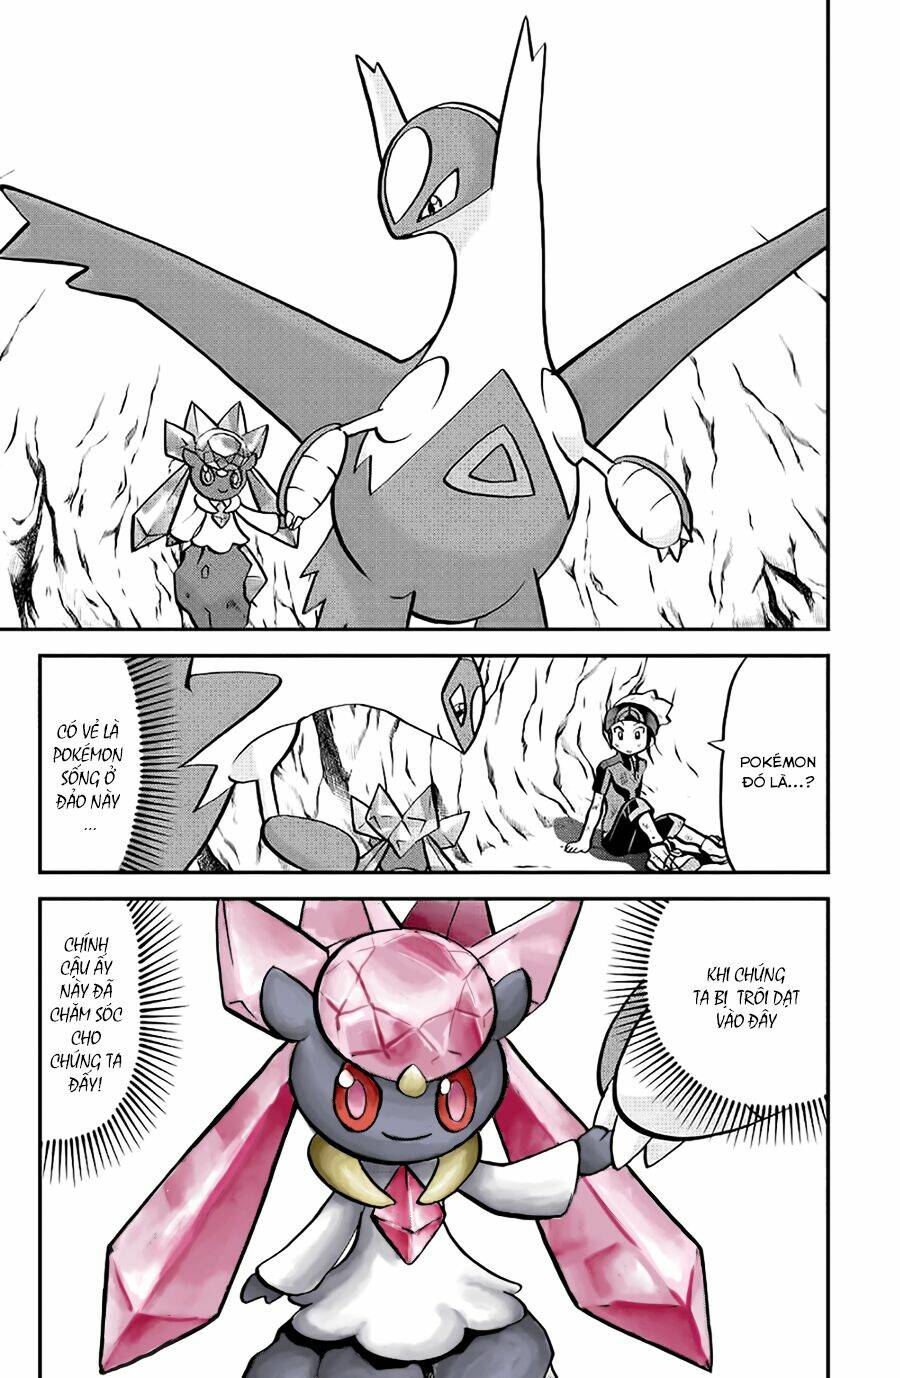 POKÉMON
ĐÓ LÀ...?
CÓ VẺ LÀ
POKÉMON
SỐNG Ở
ĐẢO NÀY
...
KHI CHÚNG
TA BỊ TRÔI DẠT
VÀO ĐÂY
CHÍNH
CẬU ẤY
NÀY ĐÃ
CHĂM SÓC
CHO
CHÚNG TA
ĐẤY!